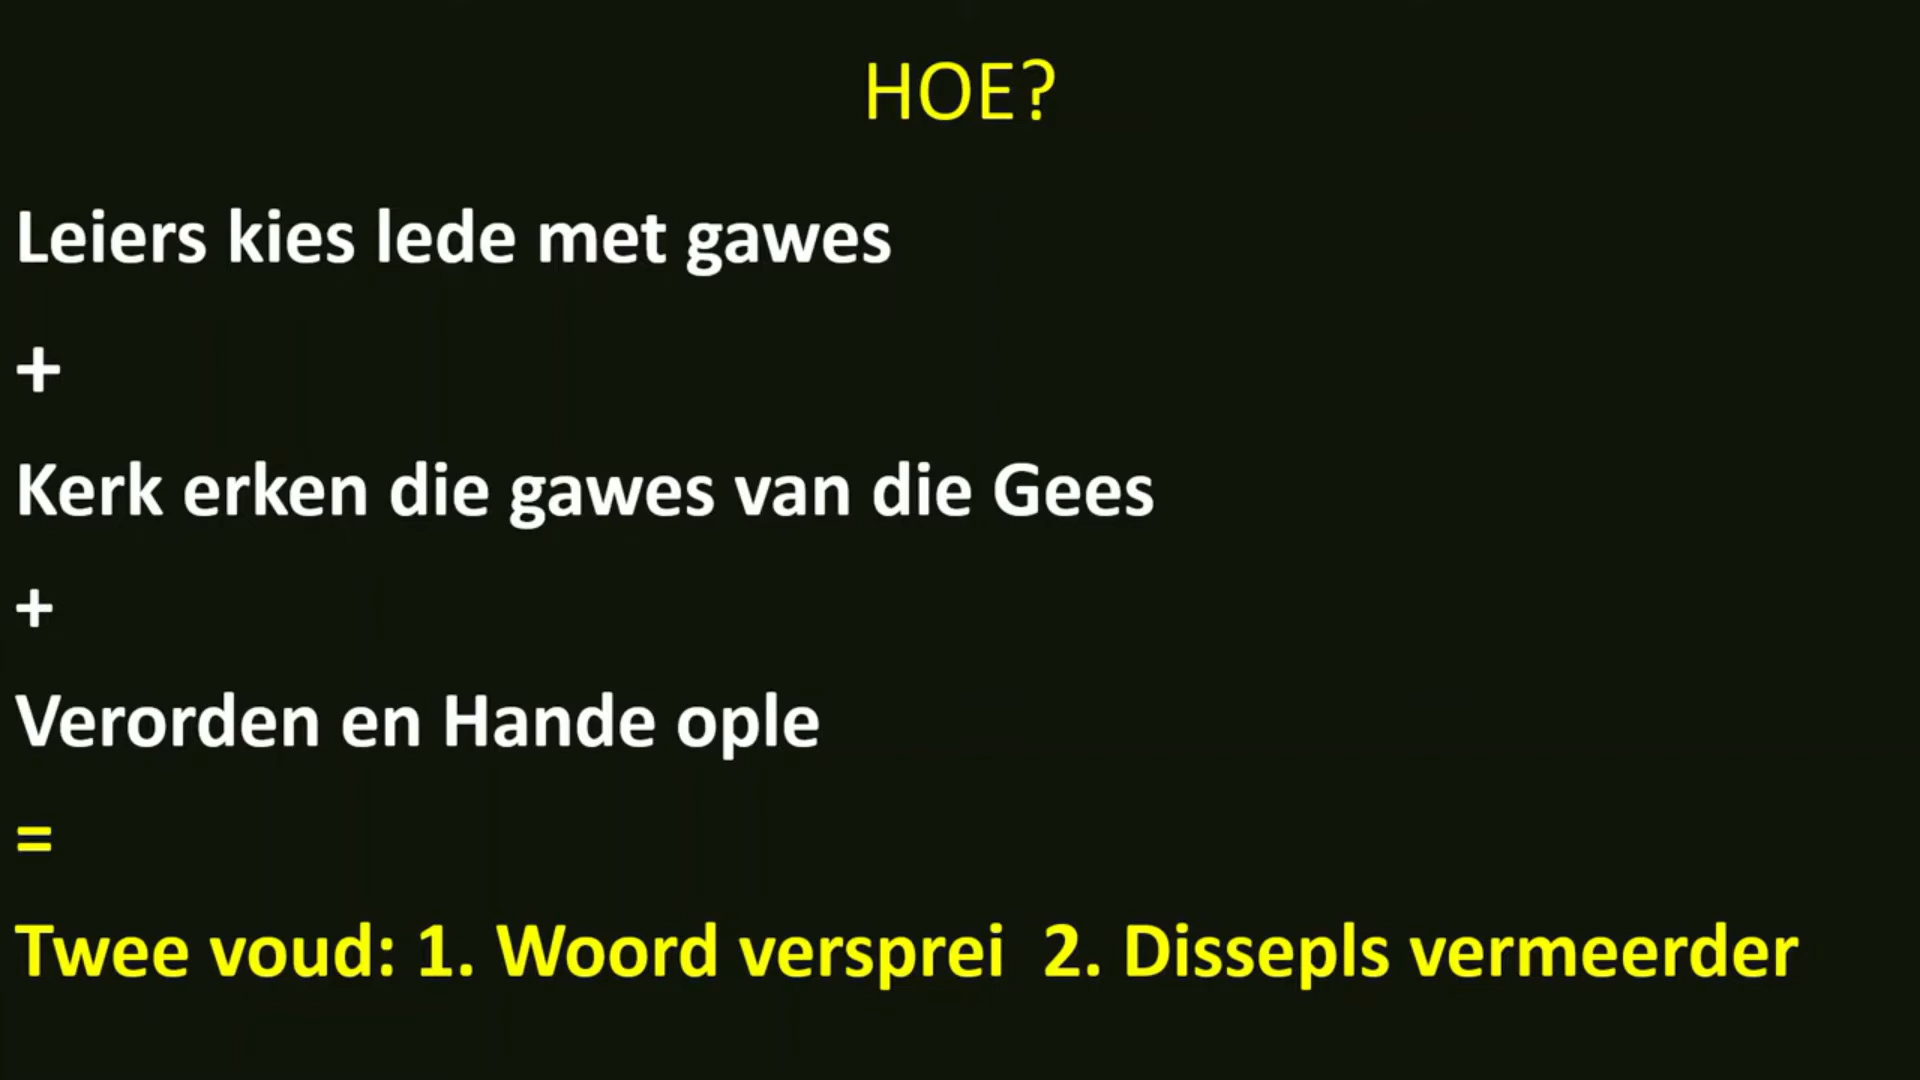 HOE?
Leiers kies lede met gawes
+
Kerk erken die gawes van die Gees
+
Verorden en Hande ople
=
Twee voud: 1. Woord versprei 2. Dissepls vermeerder